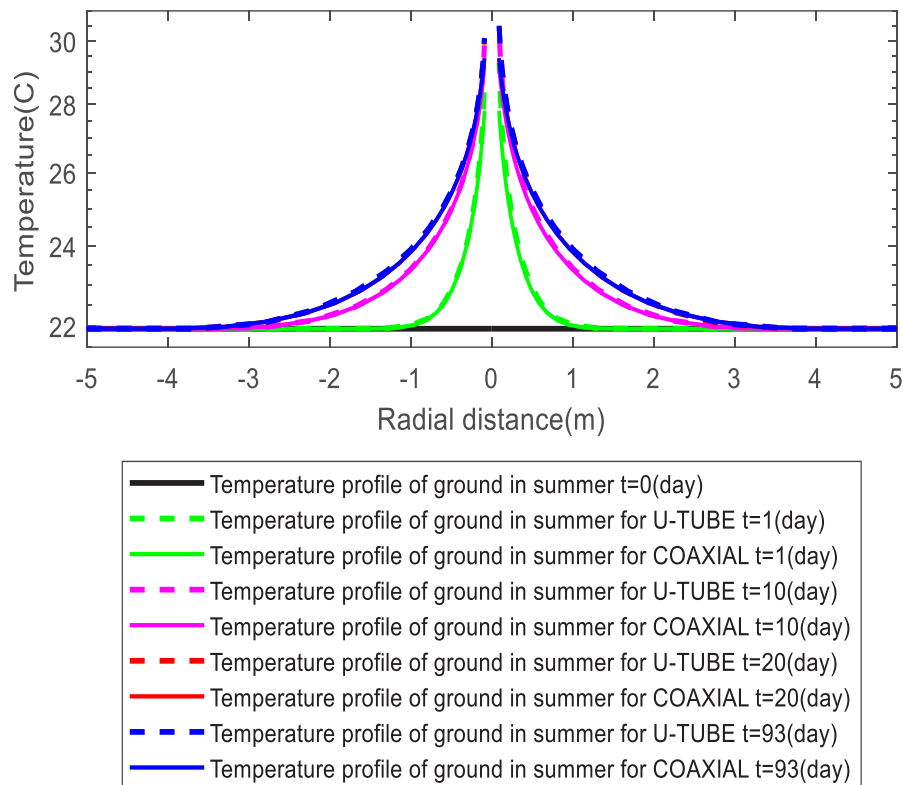 30
28
26
24
22
Temperature(C)
-5 -4 -3 -2 -1 0 1 2 3 4 5
Radial distance(m)
Temperature profile of ground in summer t=0(day)
Temperature profile of ground in summer for U-TUBE t=1(day)
Temperature profile of ground in summer for COAXIAL t=1(day)
Temperature profile of ground in summer for U-TUBE t=10(day)
Temperature profile of ground in summer for COAXIAL t=10(day)
Temperature profile of ground in summer for U-TUBE t=20(day)
Temperature profile of ground in summer for COAXIAL t=20(day)
Temperature profile of ground in summer for U-TUBE t=93(day)
Temperature profile of ground in summer for COAXIAL t=93(day)